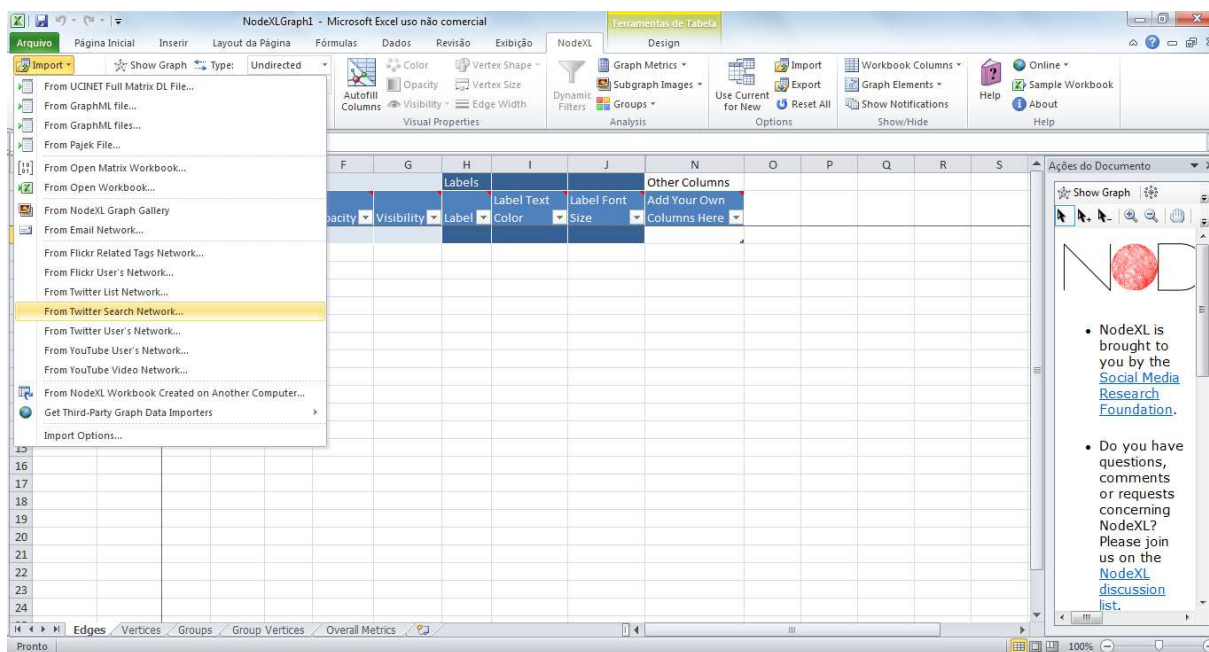 NodeXLGraph1 - Microsoft Excel uso não comercial
Ferramentas de Tabela
Arquivo Página Inicial Inserir Layout da Página Fórmulas Dados Revisão Exibição NodeXL Design
Import Show Graph Type: Undirected
Color Vertex Shape
Opacity Vertex Size
Visibility Edge Width
Autofill
Columns
Visual Properties
Dynamic
Filters
Graph Metrics
Subgraph Images
Groups
Analysis
Use Current
for New
Import
Export
Reset All
Options
Workbook Columns
Graph Elements
Show Notifications
Show/Hide
Help
Online
Sample Workbook
About
Help
From UCINET Full Matrix DL File...
From GraphML file...
From GraphML files...
From Pajek File...
From Open Matrix Workbook...
From Open Workbook...
From NodeXL Graph Gallery
From Email Network...
From Flickr Related Tags Network...
From Flickr User's Network...
From Twitter List Network...
From Twitter Search Network...
From Twitter User's Network...
From YouTube User's Network...
From YouTube Video Network...
From NodeXL Workbook Created on Another Computer...
Get Third-Party Graph Data Importers
Import Options...
F G H I J N O P Q R S
Labels Other Columns
Label Text Label Font Add Your Own
pacity Visibility Label Color Size Columns Here
15
16
17
18
19
20
21
22
23
24
Ações do Documento
Show Graph
NOD
NodeXL is
brought to
you by the
Social Media
Research
Foundation.
Do you have
questions,
comments
or requests
concerning
NodeXL?
Please join
us on the
NodeXL
discussion
list.
Edges Vertices Groups Group Vertices Overall Metrics
Pronto 100%